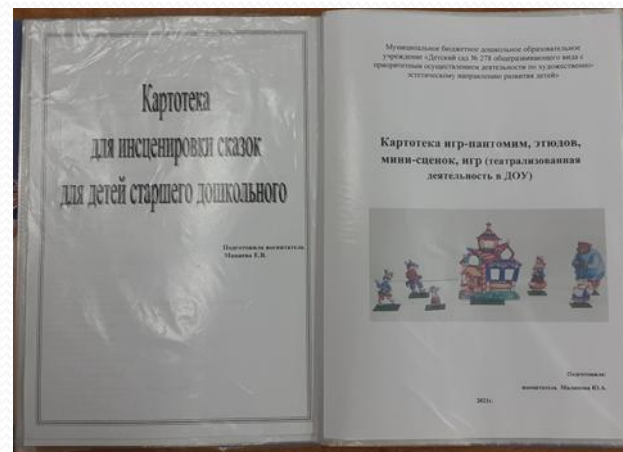 Картотека
для инсценировки сказок
для детей старшего дошкольного
Подготовила воспитатель
Муниципальное бюджетное дошкольное образовательное
учреждение «Детский сад № 278 общеразвивающего вида с
приоритетным осуществлением деятельности по художественно-
эстетическому направлению развития детей»
Картотека игр-пантомим, этюдов,
мини-сценок, игр (театрализованная
деятельность в ДОУ)
Подготовила:
воспитатель Ю.А.
2021г.